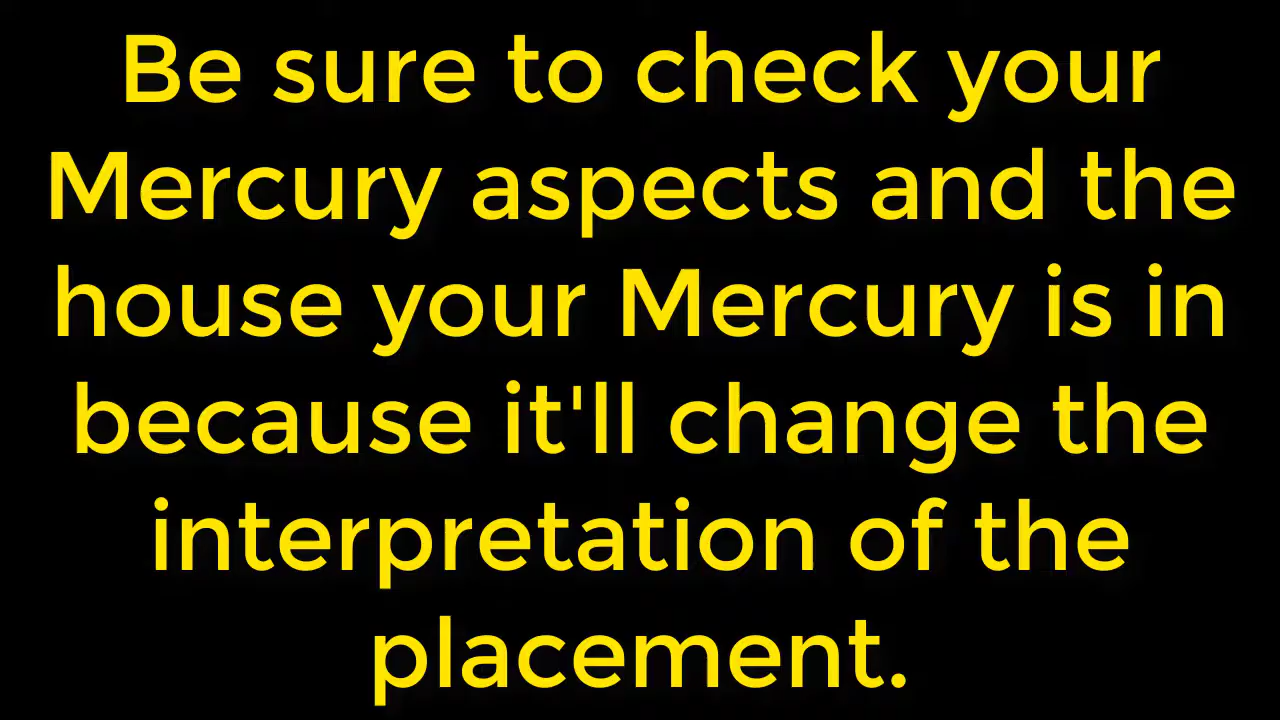 Be sure to check your
Mercury aspects and the
house your Mercury is in
because it'll change the
interpretation of the
placement.